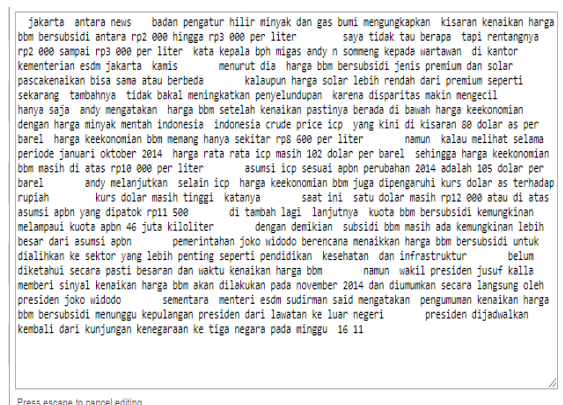 jakarta antara news badan pengatur hilir minyak dan gas bumi mengungkapkan kisaran kenaikan harga
bbm bersubsidi antara rp2 000 hingga rp3 000 per liter saya tidak tau berapa tapi rentangnya
rp2 000 sampai rp3 000 per liter kata kepala bph migas andy n sommeng kepada wartawan di kantor
kementerian esdm jakarta kamis menurut dia harga bbm bersubsidi jenis premium dan solar
pascakenaikan bisa sama atau berbeda kalaupun harga solar lebih rendah dari premium seperti
sekarang tambahnya tidak bakal meningkatkan penyelundupan karena disparitas makin mengecil
hanya saja andy mengatakan harga bbm setelah kenaikan pastinya berada di bawah harga keekonomian
dengan harga minyak mentah indonesia indonesia crude price icp yang kini di kisaran 80 dolar as per
barel harga keekonomian bbm memang hanya sekitar rp8 600 per liter namun kalau melihat selama
periode januari oktober 2014 harga rata rata icp masih 102 dolar per barel sehingga harga keekonomian
bbm masih di atas rp10 000 per liter asumsi icp sesuai apbn perubahan 2014 adalah 105 dolar per
barel andy melanjutkan selain icp harga keekonomian bbm juga dipengaruhi kurs dolar as terhadap
rupiah kurs dolar masih tinggi katanya saat ini satu dolar masih rp12 000 atau di atas
asumsi apbn yang dipatok rp11 500 di tambah lagi lanjutnya kuota bbm bersubsidi kemungkinan
melampaui kuota apbn 46 juta kiloliter dengan demikian subsidi bbm masih ada kemungkinan lebih
besar dari asumsi apbn pemerintahan joko widodo berencana menaikkan harga bbm bersubsidi untuk
dialihkan ke sektor yang lebih penting seperti pendidikan kesehatan dan infrastruktur belum
diketahui secara pasti besaran dan waktu kenaikan harga bbm namun wakil presiden jusuf kalla
memberi sinyal kenaikan harga bbm akan dilakukan pada november 2014 dan diumumkan secara langsung oleh
presiden joko widodo sementara menteri esdm sudirman said mengatakan pengumuman kenaikan harga
bbm bersubsidi menunggu kepulangan presiden dari lawatan ke luar negeri presiden dijadwalkan
kembali dari kunjungan kenegaraan ke tiga negara pada minggu 16 11
Press escape to cancel editing